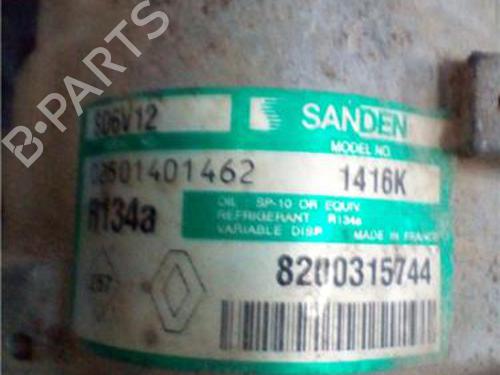 B-PARTS
SD6V12
SANDEN
MODEL NO.
02501401462
1416K
R134a
OIL : SP-10 OR EQUIV.
REFRIGERANT R134a
VARIABLE DISP. MADE IN FRANCE
8200315744